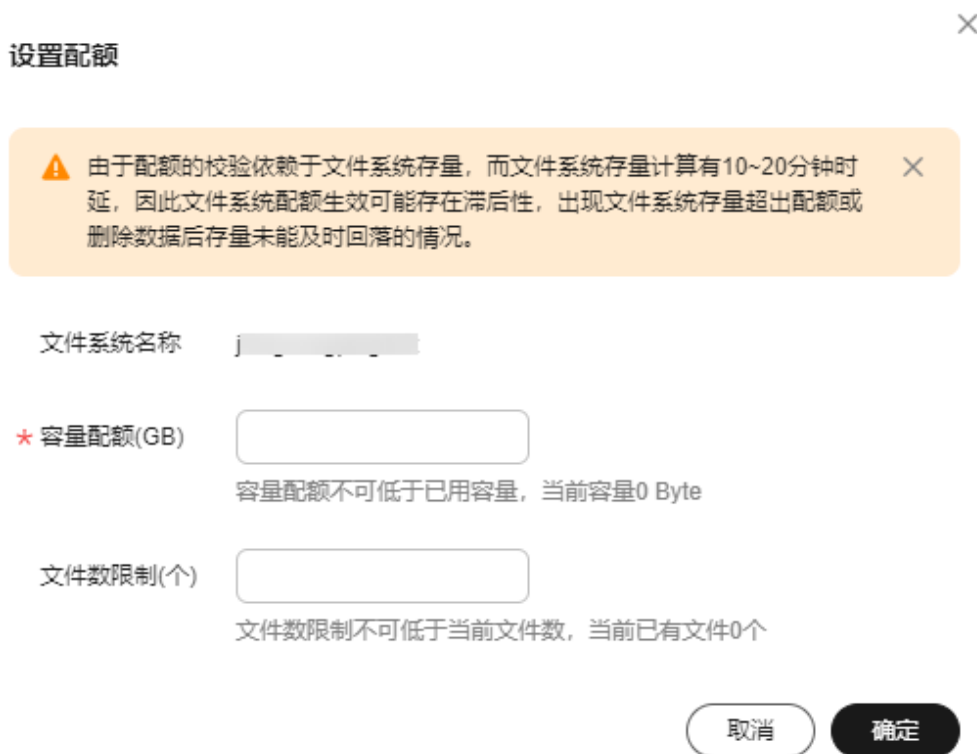 设置配额
由于配额的校验依赖于文件系统存量，而文件系统存量计算有10~20分钟时
延，因此文件系统配额生效可能存在滞后性，出现文件系统存量超出配额或
删除数据后存量未能及时回落的情况。
文件系统名称
* 容量配额(GB)
容量配额不可低于已用容量，当前容量0 Byte
文件数限制(个)
文件数限制不可低于当前文件数，当前已有文件0个
取消 确定